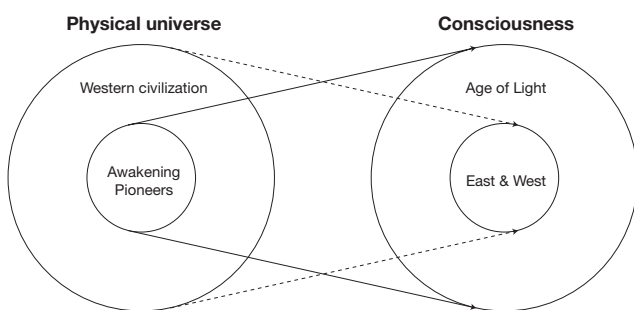 Physical universe
Consciousness
Western civilization
Age of Light
Awakening
Pioneers
East & West